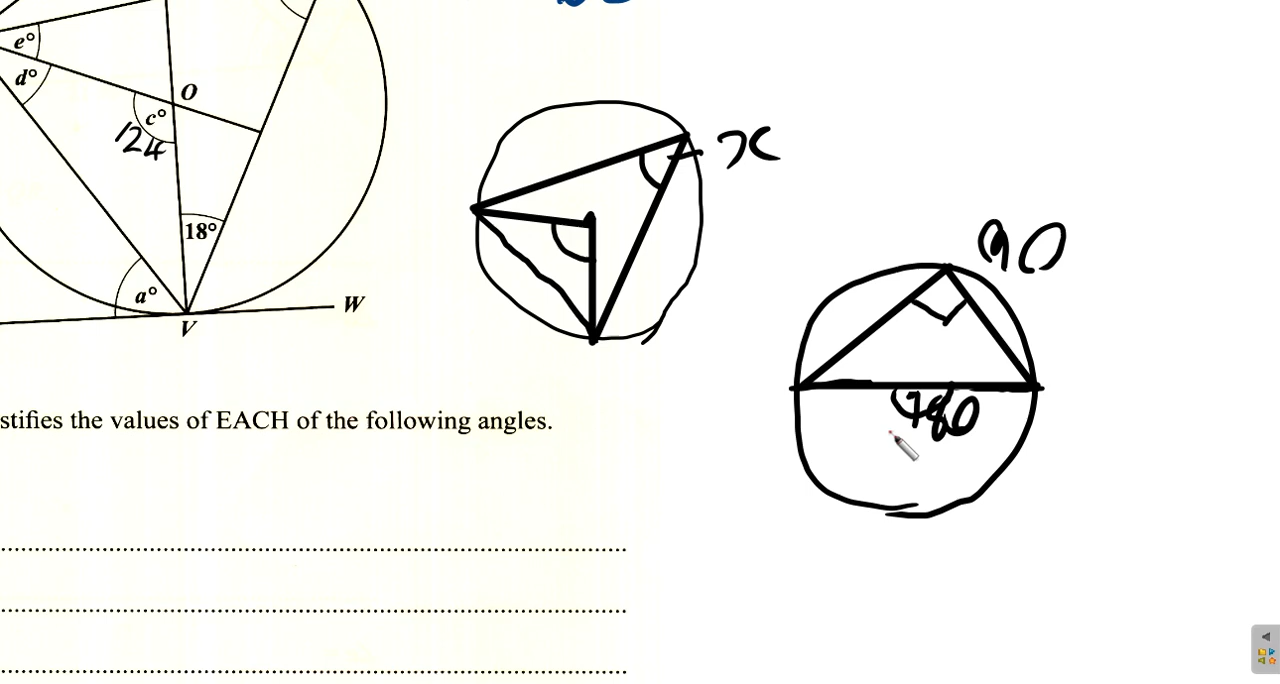 e°
d°
O
c°
124
18°
a°
V
W
x
90
180
stifies the values of EACH of the following angles.